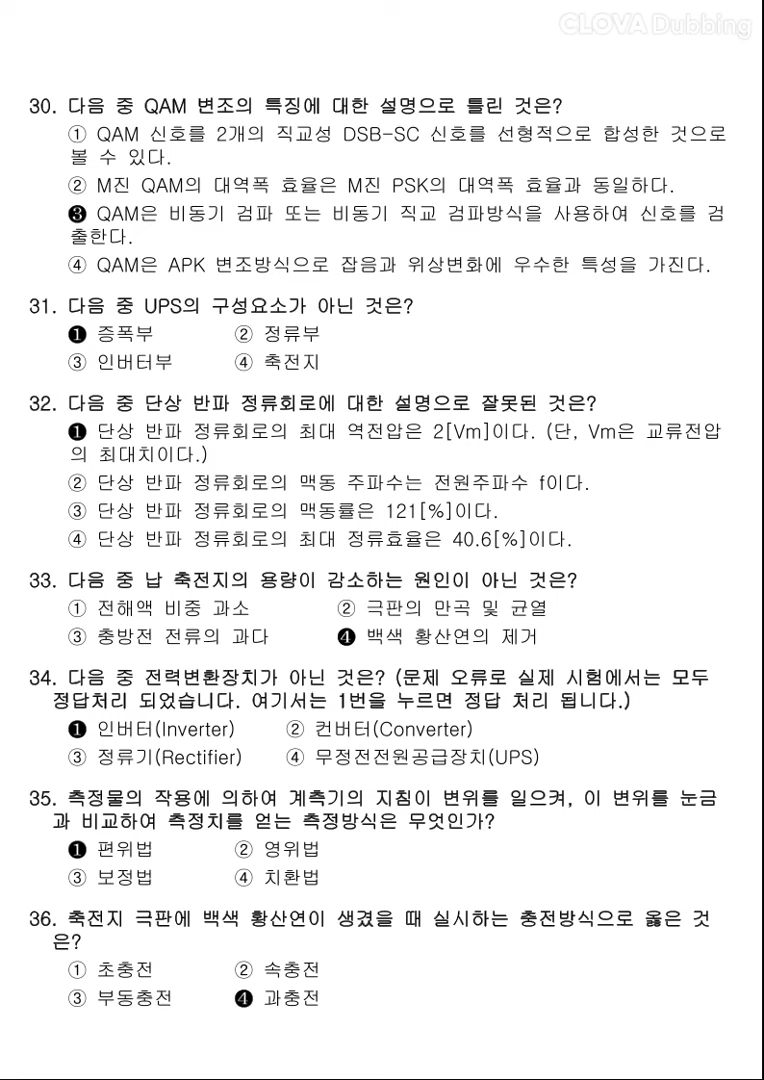 CLOVA Dubbing
30. 다음 중 QAM 변조의 특징에 대한 설명으로 틀린 것은?
① QAM 신호를 2개의 직교성 DSB-SC 신호를 선형적으로 합성한 것으로
볼 수 있다.
② M진 QAM의 대역폭 효율은 M진 PSK의 대역폭 효율과 동일하다.
❸ QAM은 비동기 검파 또는 비동기 직교 검파방식을 사용하여 신호를 검
출한다.
④ QAM은 APK 변조방식으로 잡음과 위상변화에 우수한 특성을 가진다.
31. 다음 중 UPS의 구성요소가 아닌 것은?
❶ 증폭부 ② 정류부
③ 인버터부 ④ 축전지
32. 다음 중 단상 반파 정류회로에 대한 설명으로 잘못된 것은?
❶ 단상 반파 정류회로의 최대 역전압은 2[Vm]이다. (단, Vm은 교류전압
의 최대치이다.)
② 단상 반파 정류회로의 맥동 주파수는 전원주파수 f이다.
③ 단상 반파 정류회로의 맥동률은 121[%]이다.
④ 단상 반파 정류회로의 최대 정류효율은 40.6[%]이다.
33. 다음 중 납 축전지의 용량이 감소하는 원인이 아닌 것은?
① 전해액 비중 과소 ② 극판의 만곡 및 균열
③ 충방전 전류의 과다 ❹ 백색 황산연의 제거
34. 다음 중 전력변환장치가 아닌 것은? (문제 오류로 실제 시험에서는 모두
정답처리 되었습니다. 여기서는 1번을 누르면 정답 처리 됩니다.)
❶ 인버터(Inverter) ② 컨버터(Converter)
③ 정류기(Rectifier) ④ 무정전전원공급장치(UPS)
35. 측정물의 작용에 의하여 계측기의 지침이 변위를 일으켜, 이 변위를 눈금
과 비교하여 측정치를 얻는 측정방식은 무엇인가?
❶ 편위법 ② 영위법
③ 보정법 ④ 치환법
36. 축전지 극판에 백색 황산연이 생겼을 때 실시하는 충전방식으로 옳은 것
은?
① 초충전 ② 속충전
③ 부동충전 ❹ 과충전